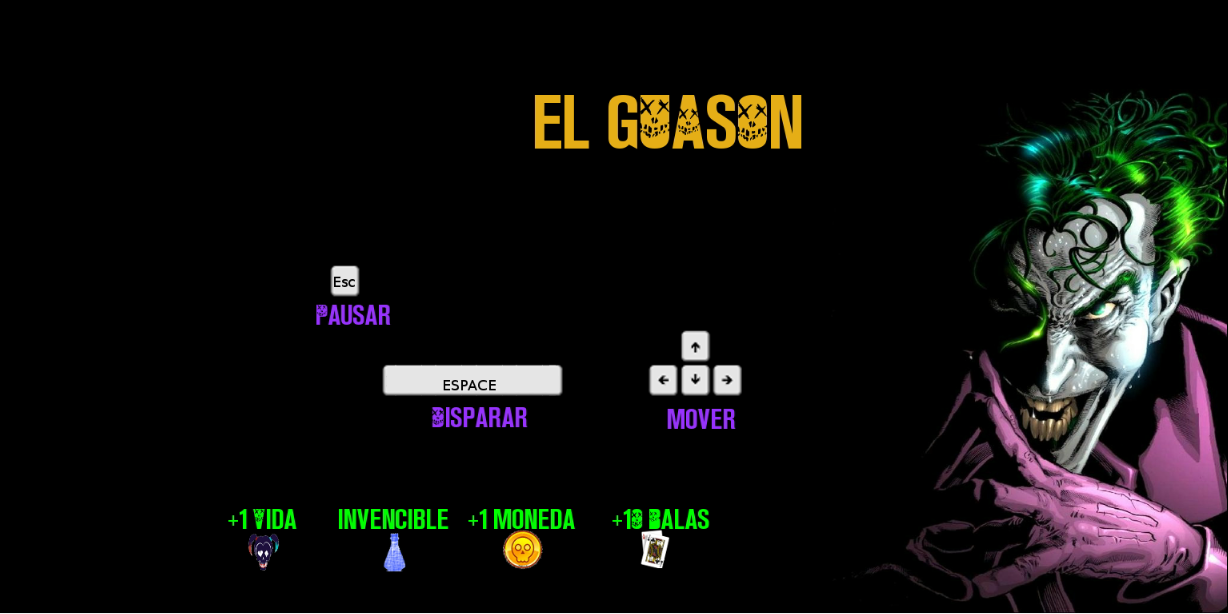 EL GUASON
Esc
PAUSAR
ESPACE
DISPARAR
MOVER
+1 VIDA
INVENCIBLE
+1 MONEDA
+10 BALAS